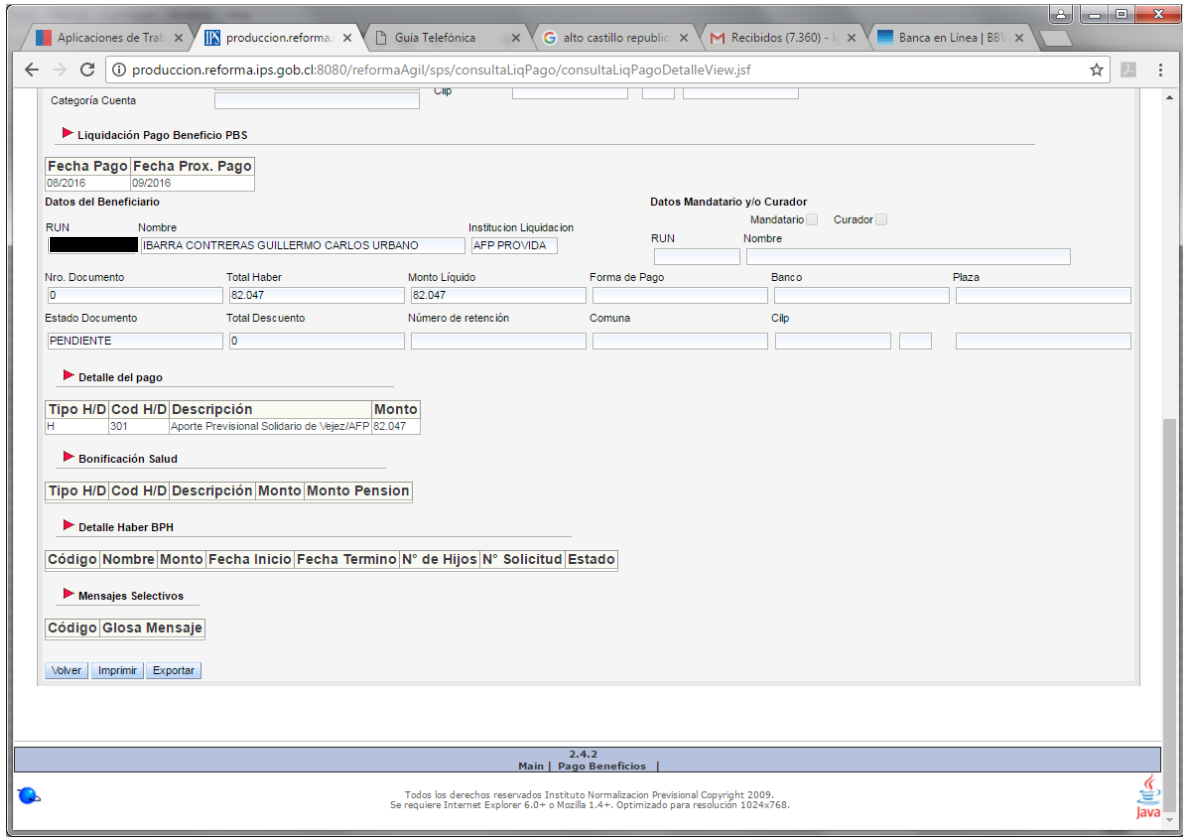 Aplicaciones de Trab
IPS produccion.reforma.
Guía Telefónica
G alto castillo republic
M Recibidos (7.360) -
Banca en Línea | BBV
produccion.reforma.ips.gob.cl:8080/reformaAgil/sps/consultaLiqPago/consultaLiqPagoDetalleView.jsf
Categoría Cuenta Cilp
Liquidación Pago Beneficio PBS
Fecha Pago Fecha Prox. Pago
08/2016 09/2016
Datos del Beneficiario Datos Mandatario y/o Curador
Mandatario Curador
RUN Nombre Institucion Liquidacion RUN Nombre
IBARRA CONTRERAS GUILLERMO CARLOS URBANO AFP PROVIDA
Nro. Documento Total Haber Monto Líquido Forma de Pago Banco Plaza
0 82.047 82.047
Estado Documento Total Descuento Número de retención Comuna Cilp
PENDIENTE 0
Detalle del pago
Tipo H/D Cod H/D Descripción Monto
H 301 Aporte Previsional Solidario de Vejez/AFP 82.047
Bonificación Salud
Tipo H/D Cod H/D Descripción Monto Monto Pension
Detalle Haber BPH
Código Nombre Monto Fecha Inicio Fecha Termino N° de Hijos N° Solicitud Estado
Mensajes Selectivos
Código Glosa Mensaje
Volver Imprimir Exportar
2.4.2
Main | Pago Beneficios |
Todos los derechos reservados Instituto Normalizacion Previsional Copyright 2009.
Se requiere Internet Explorer 6.0+ o Mozilla 1.4+. Optimizado para resolución 1024x768.
Java